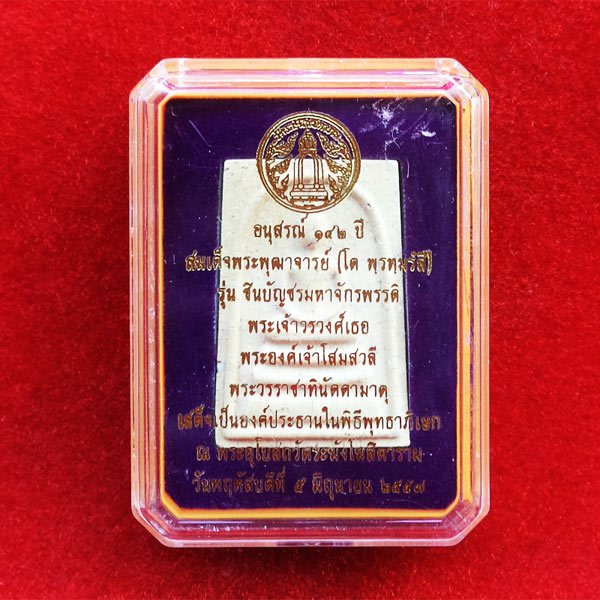 อนุสรณ์ ๑๔๒ ปี
สมเด็จพระพุฒาจารย์ (โต พฺรหฺมรํสี)
รุ่น ชินบัญชรมหาจักรพรรดิ
พระเจ้าวรวงศ์เธอ
พระองค์เจ้าโสมสวลี
พระวรราชาทินัดดามาตุ
เสด็จเป็นองค์ประธานในพิธีพุทธาภิเษก
ณ พระอุโบสถวัดระฆังโฆสิตาราม
วันพฤหัสบดีที่ ๕ มิถุนายน ๒๕๕๗